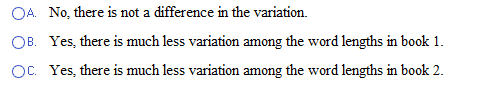 A. No, there is not a difference in the variation.
B. Yes, there is much less variation among the word lengths in book 1.
C. Yes, there is much less variation among the word lengths in book 2.